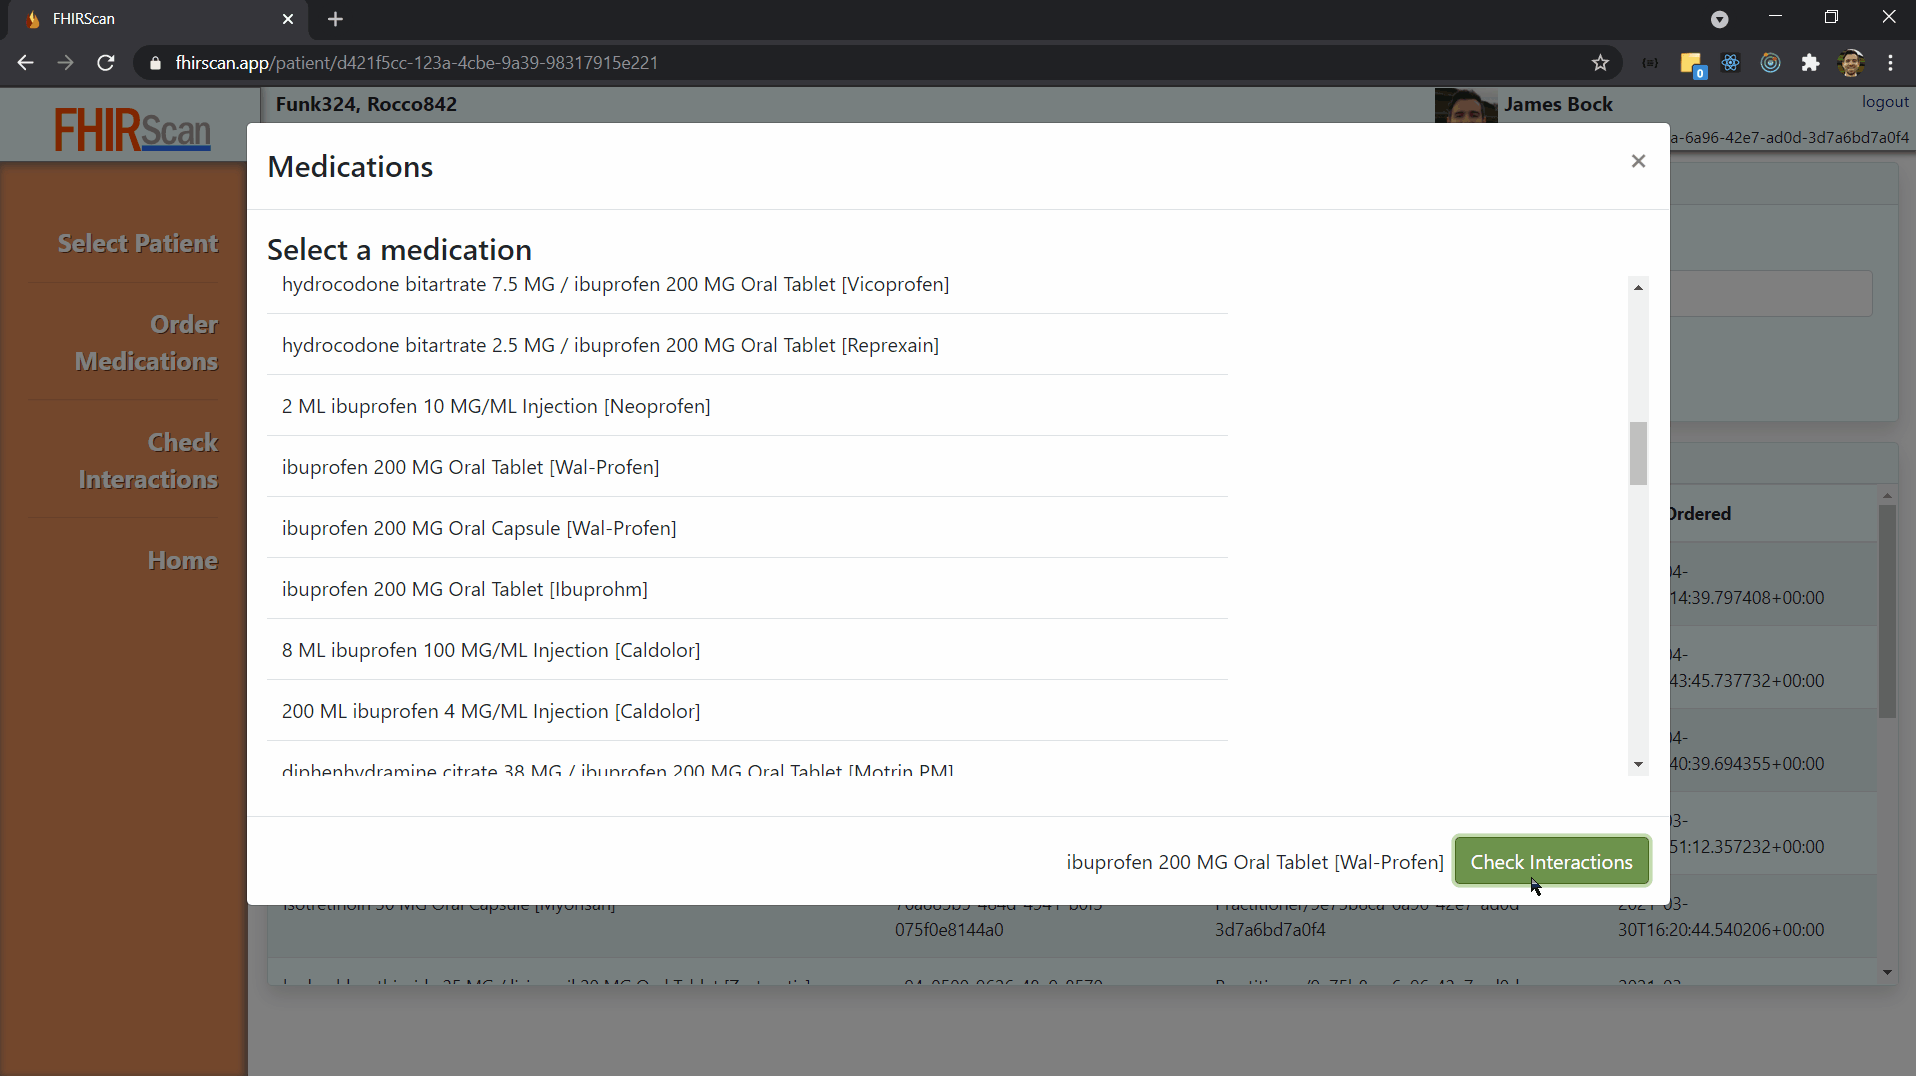 FHIRScan
fhirscan.app/patient/d421f5cc-123a-4cbe-9a39-98317915e221
0
FHIRScan
Funk324, Rocco842
James Bock
logout
a-6a96-42e7-ad0d-3d7a6bd7a0f4
Select Patient
Order
Medications
Check
Interactions
Home
Medications
×
Select a medication
hydrocodone bitartrate 7.5 MG / ibuprofen 200 MG Oral Tablet [Vicoprofen]
hydrocodone bitartrate 2.5 MG / ibuprofen 200 MG Oral Tablet [Reprexain]
2 ML ibuprofen 10 MG/ML Injection [Neoprofen]
ibuprofen 200 MG Oral Tablet [Wal-Profen]
ibuprofen 200 MG Oral Capsule [Wal-Profen]
ibuprofen 200 MG Oral Tablet [Ibuprohm]
8 ML ibuprofen 100 MG/ML Injection [Caldolor]
200 ML ibuprofen 4 MG/ML Injection [Caldolor]
diphenhydramine citrate 38 MG / ibuprofen 200 MG Oral Tablet [Motrin PM]
ibuprofen 200 MG Oral Tablet [Wal-Profen]
Check Interactions
Ordered
04-
14:39.797408+00:00
04-
43:45.737732+00:00
04-
40:39.694355+00:00
03-
51:12.357232+00:00
2021-03-
30T16:20:44.540206+00:00
075f0e8144a0
3d7a6bd7a0f4